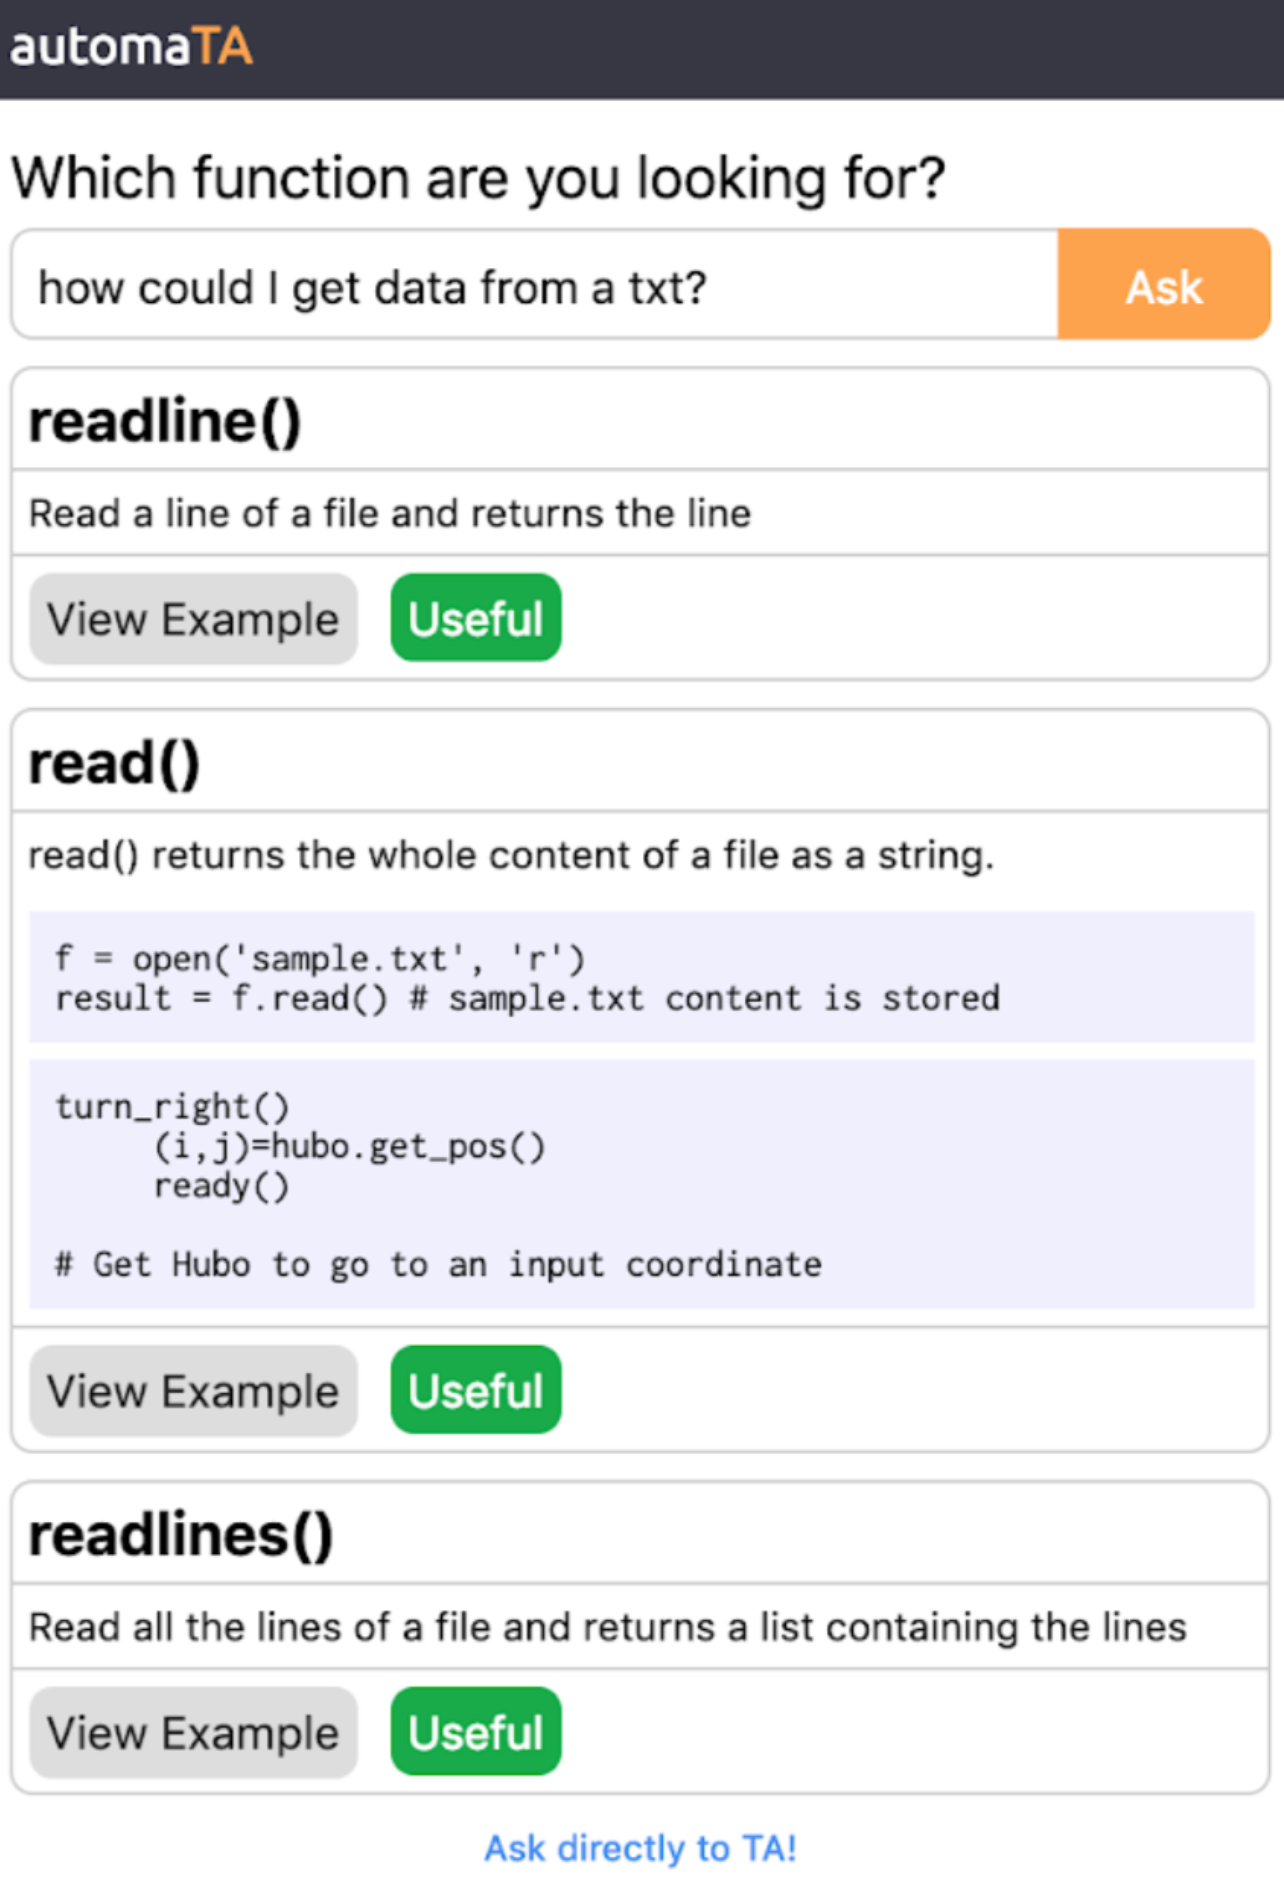 automaTA
Which function are you looking for?
how could I get data from a txt?
Ask
readline()
Read a line of a file and returns the line
View Example
Useful
read()
read() returns the whole content of a file as a string.
f = open('sample.txt', 'r')
result = f.read() # sample.txt content is stored
turn_right()
(i,j)=hubo.get_pos()
ready()
# Get Hubo to go to an input coordinate
View Example
Useful
readlines()
Read all the lines of a file and returns a list containing the lines
View Example
Useful
Ask directly to TA!